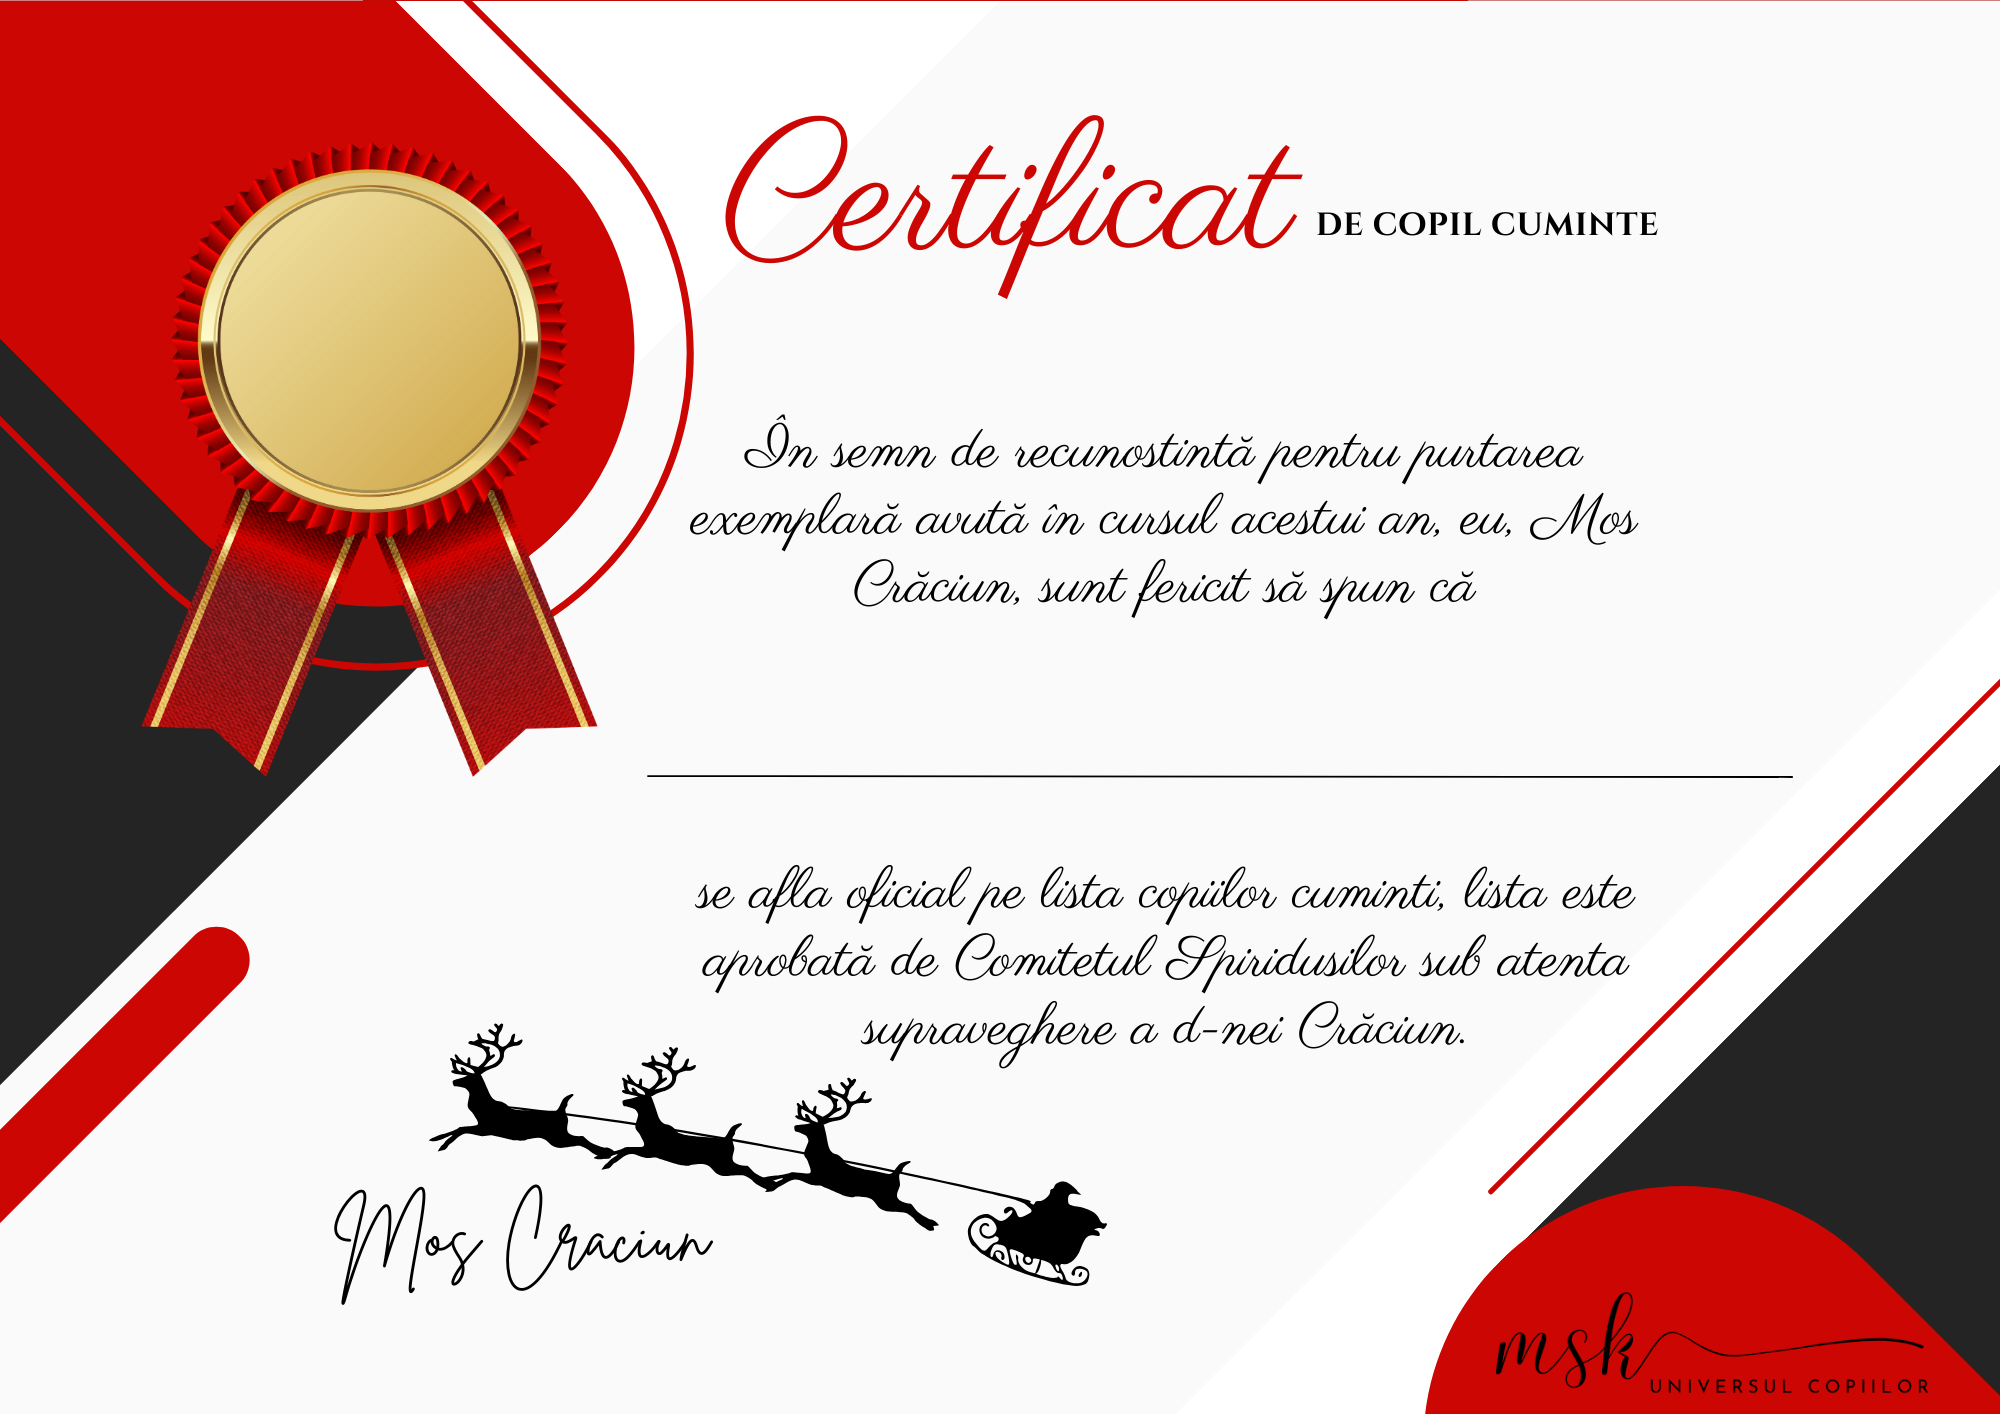 Certificat DE COPIL CUMINTE
În semn de recunostintă pentru purtarea
exemplară avută în cursul acestui an, eu, Mos
Crăciun, sunt fericit să spun că
se afla oficial pe lista copiilor cuminti, lista este
aprobată de Comitetul Spiridusilor sub atenta
supraveghere a d-nei Crăciun.
Mos Craciun
msk
UNIVERSUL COPIILOR